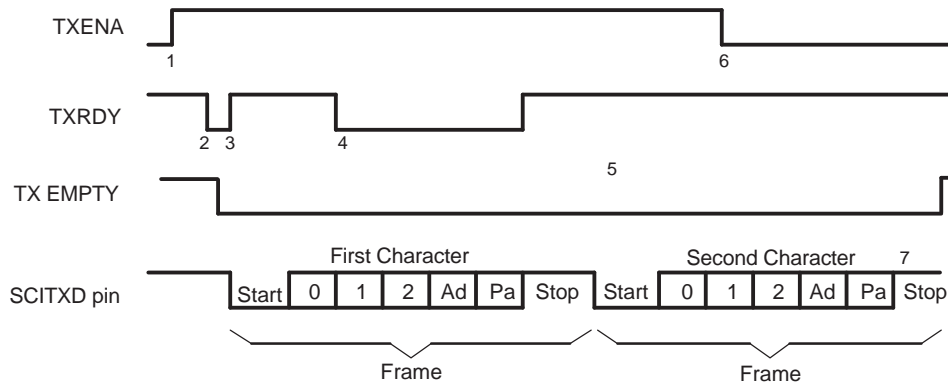 TXENA
1
6
TXRDY
2
3
4
5
TX EMPTY
First Character
Second Character
7
SCITXD pin
Start 0 1 2 Ad Pa Stop Start 0 1 2 Ad Pa Stop
Frame
Frame